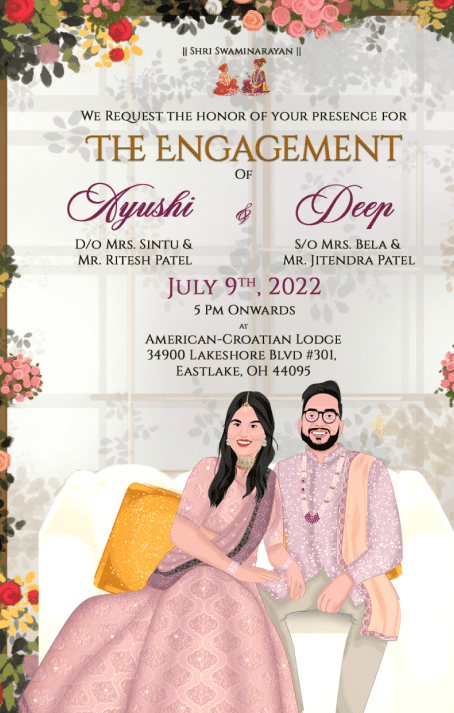 || Shri Swaminarayan ||
We Request the honor of your presence for
The Engagement
Of
Ayushi & Deep
D/o Mrs. Sintu & S/o Mrs. Bela &
Mr. Ritesh Patel Mr. Jitendra Patel
July 9th, 2022
5 Pm Onwards
at
American-Croatian Lodge
34900 Lakeshore Blvd #301,
Eastlake, OH 44095